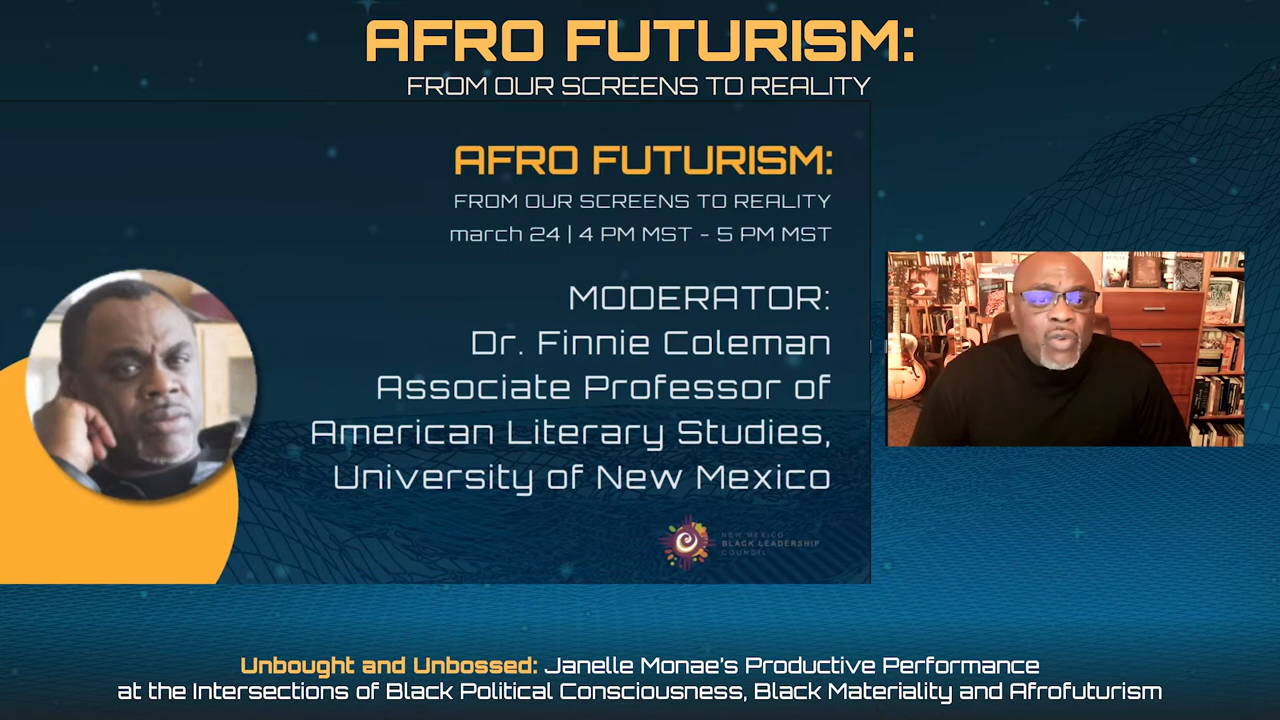 AFRO FUTURISM:
FROM OUR SCREENS TO REALITY
AFRO FUTURISM:
FROM OUR SCREENS TO REALITY
march 24 | 4 PM MST - 5 PM MST
MODERATOR:
Dr. Finnie Coleman
Associate Professor of
American Literary Studies,
University of New Mexico
NEW MEXICO
BLACK LEADERSHIP
COUNCIL
Unbought and Unbossed: Janelle Monae's Productive Performance
at the Intersections of Black Political Consciousness, Black Materiality and Afrofuturism